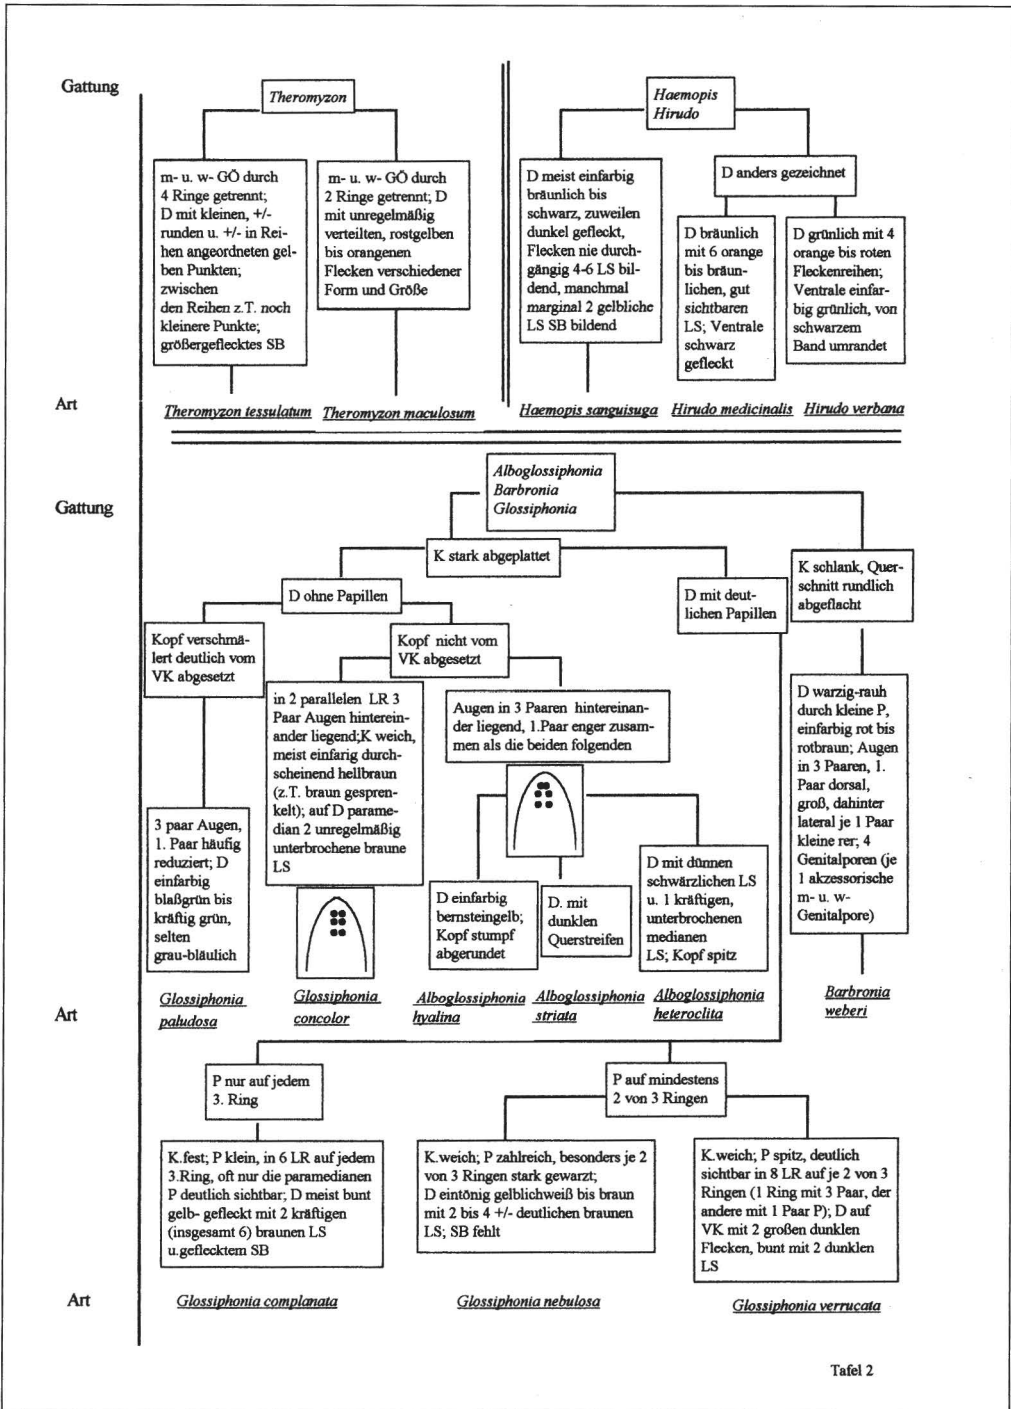 Gattung
Theromyzon
m- u. w- GÖ durch
4 Ringe getrennt;
D mit kleinen, +/-
runden u. +/- in Rei-
hen angeordneten gel-
ben Punkten;
zwischen
den Reihen z.T. noch
kleinere Punkte;
größergeflecktes SB
m- u. w- GÖ durch
2 Ringe getrennt; D
mit unregelmäßig
verteilten, rostgelben
bis orangenen
Flecken verschiedener
Form und Größe
Haemopis
Hirudo
D meist einfarbig
bräunlich bis
schwarz, zuweilen
dunkel gefleckt,
Flecken nie durch-
gängig 4-6 LS bil-
dend, manchmal
marginal 2 gelbliche
LS SB bildend
D anders gezeichnet
D bräunlich
mit 6 orange
bis bräun-
lichen, gut
sichtbaren
LS; Ventrale
schwarz
gefleckt
D grünlich mit 4
orange bis roten
Fleckenreihen;
Ventrale einfar-
big grünlich, von
schwarzem
Band umrandet
Art
Theromyzon tessulatum
Theromyzon maculosum
Haemopis sanguisuga
Hirudo medicinalis
Hirudo verbana
Gattung
Alboglossiphonia
Barbronia
Glossiphonia
K stark abgeplattet
K schlank, Quer-
schnitt rundlich
abgeflacht
D ohne Papillen
D mit deut-
lichen Papillen
Kopf verschmä-
lert deutlich vom
VK abgesetzt
Kopf nicht vom
VK abgesetzt
in 2 parallelen LR 3
Paar Augen hinterein-
ander liegend;K weich,
meist einfarig durch-
scheinend hellbraun
(z.T. braun gespren-
kelt); auf D parame-
dian 2 unregelmäßig
unterbrochene braune
LS
Augen in 3 Paaren hintereinan-
der liegend, 1.Paar enger zusam-
men als die beiden folgenden
D warzig-rauh
durch kleine P,
einfarbig rot bis
rotbraun; Augen
in 3 Paaren, 1.
Paar dorsal,
groß, dahinter
lateral je 1 Paar
kleine rer; 4
Genitalporen (je
1 akzessorische
m- u. w-
Genitalpore)
3 paar Augen,
1. Paar häufig
reduziert; D
einfarbig
blaßgrün bis
kräftig grün,
selten
grau-bläulich
D einfarbig
bernsteingelb;
Kopf stumpf
abgerundet
D. mit
dunklen
Querstreifen
D mit dünnen
schwärzlichen LS
u. 1 kräftigen,
unterbrochenen
medianen
LS; Kopf spitz
Art
Glossiphonia
paludosa
Glossiphonia
concolor
Alboglossiphonia
hyalina
Alboglossiphonia
striata
Alboglossiphonia
heteroclita
Barbronia
weberi
P nur auf jedem
3. Ring
P auf mindestens
2 von 3 Ringen
K.fest; P klein, in 6 LR auf jedem
3.Ring, oft nur die paramedianen
P deutlich sichtbar; D meist bunt
gelb- gefleckt mit 2 kräftigen
(insgesamt 6) braunen LS
u.geflecktem SB
K.weich; P zahlreich, besonders je 2
von 3 Ringen stark gewarzt;
D eintönig gelblichweiß bis braun
mit 2 bis 4 +/- deutlichen braunen
LS; SB fehlt
K.weich; P spitz, deutlich
sichtbar in 8 LR auf je 2 von 3
Ringen (1 Ring mit 3 Paar, der
andere mit 1 Paar P); D auf
VK mit 2 großen dunklen
Flecken, bunt mit 2 dunklen
LS
Art
Glossiphonia complanata
Glossiphonia nebulosa
Glossiphonia verrucata
Tafel 2